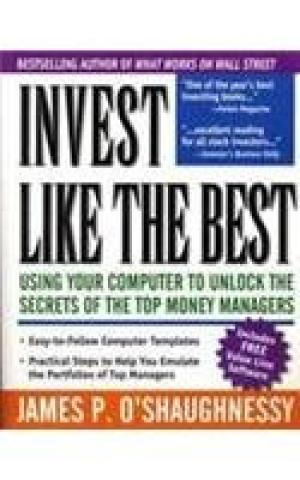 BESTSELLING AUTHOR OF WHAT WORKS ON WALL STREET
"One of the year's best
investing books..."
"...excellent reading
for all stock investors..."
INVEST
LIKE THE BEST
USING YOUR COMPUTER TO UNLOCK THE
SECRETS OF THE TOP MONEY MANAGERS
• Easy-to-Follow Computer Templates
• Practical Steps to Help You Emulate
the Portfolios of Top Managers
Includes
FREE
Value Line
Software
JAMES P. O'SHAUGHNESSY